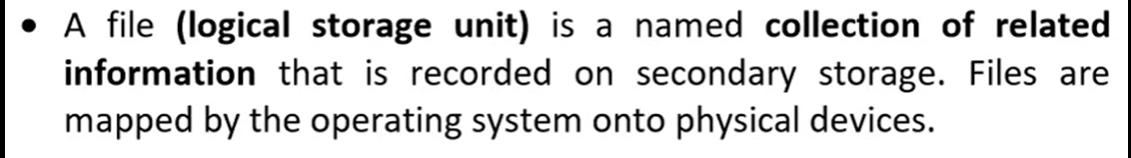 • A file (logical storage unit) is a named collection of related
information that is recorded on secondary storage. Files are
mapped by the operating system onto physical devices.